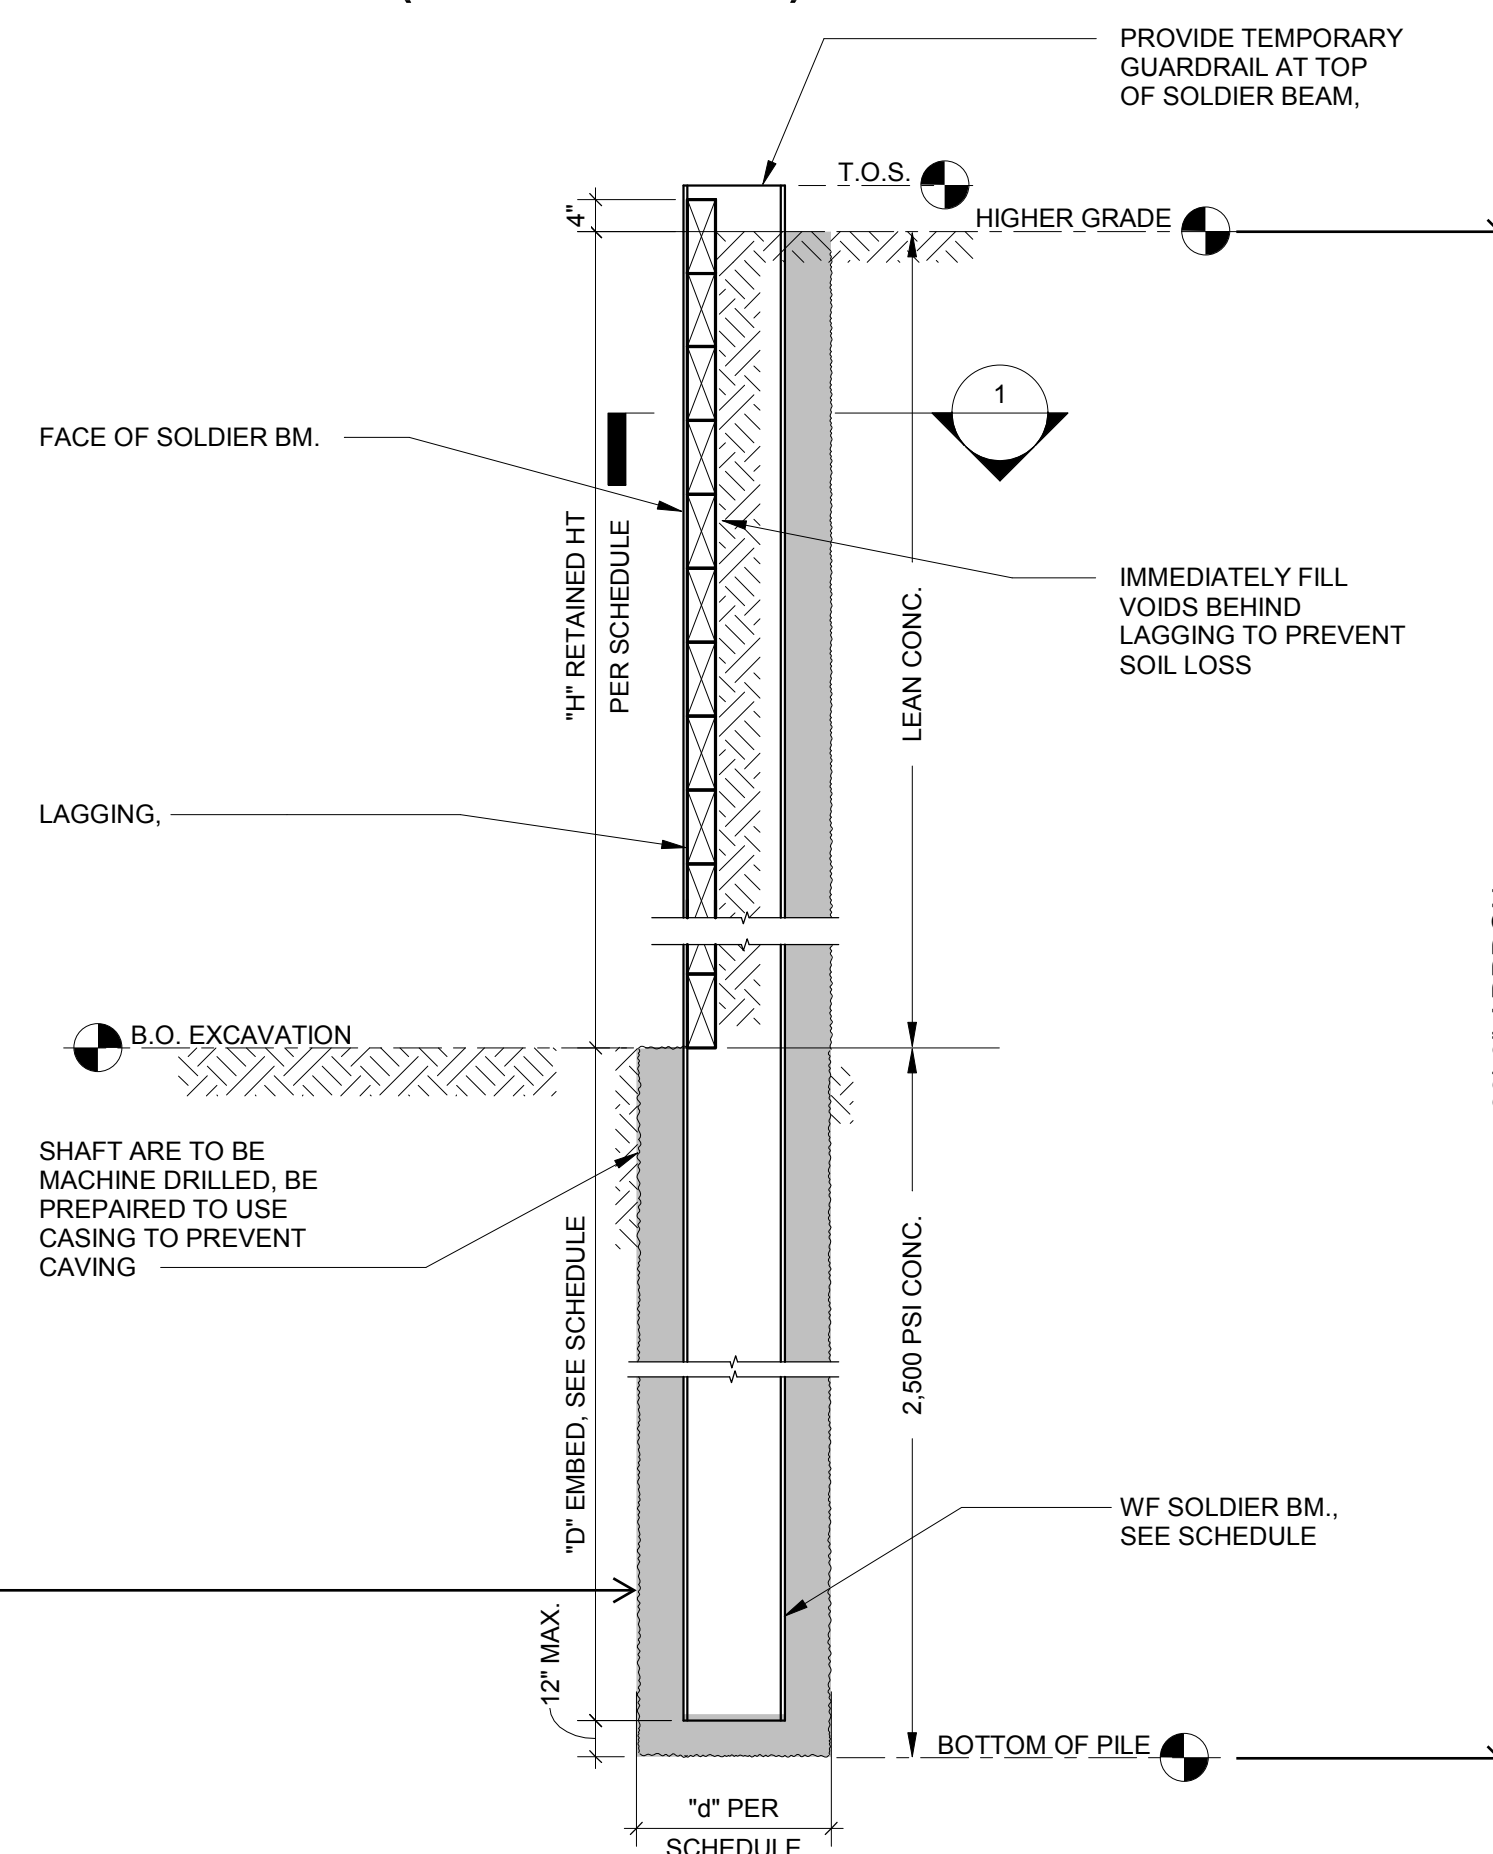 PROVIDE TEMPORARY
GUARDRAIL AT TOP
OF SOLDIER BEAM,
T.O.S.
HIGHER GRADE
4"
1
FACE OF SOLDIER BM.
"H" RETAINED HT
PER SCHEDULE
IMMEDIATELY FILL
VOIDS BEHIND
LAGGING TO PREVENT
SOIL LOSS
LEAN CONC.
LAGGING,
B.O. EXCAVATION
SHAFT ARE TO BE
MACHINE DRILLED, BE
PREPAIRED TO USE
CASING TO PREVENT
CAVING
"D" EMBED, SEE SCHEDULE
2,500 PSI CONC.
WF SOLDIER BM.,
SEE SCHEDULE
12" MAX.
BOTTOM OF PILE
"d" PER
SCHEDULE